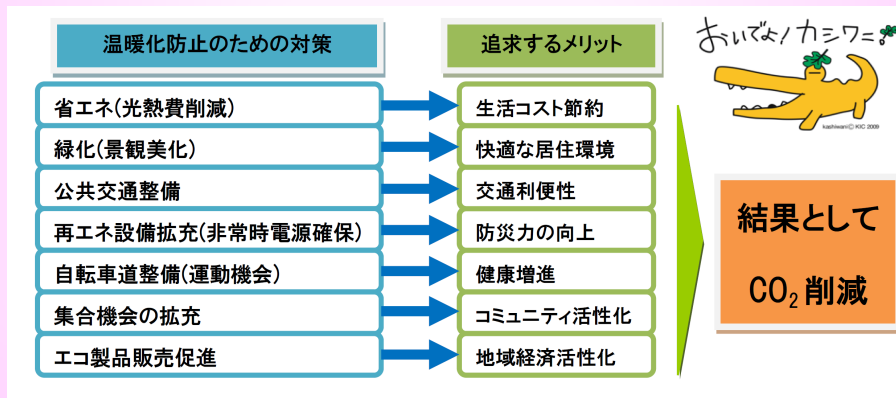 温暖化防止のための対策
追求するメリット
おいでよ!カシワニ
kashiwani Ⓒ KIC 2009
省エネ(光熱費削減)
生活コスト節約
緑化(景観美化)
快適な居住環境
公共交通整備
交通利便性
再エネ設備拡充(非常時電源確保)
防災力の向上
自転車道整備(運動機会)
健康増進
集合機会の拡充
コミュニティ活性化
エコ製品販売促進
地域経済活性化
結果として
CO₂削減